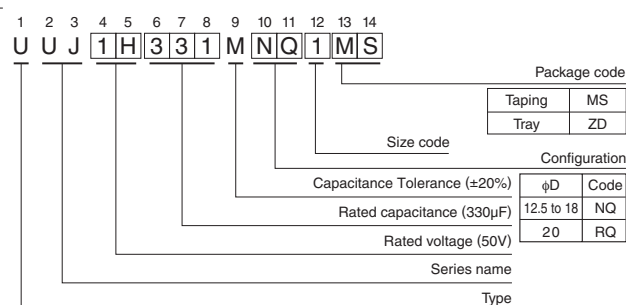 1 2 3 4 5 6 7 8 9 10 11 12 13 14
U U J 1 H 3 3 1 M N Q 1 M S
Package code
Taping MS
Tray ZD
Size code
Configuration
Capacitance Tolerance (±20%)
ϕD Code
Rated capacitance (330µF)
12.5 to 18 NQ
20 RQ
Rated voltage (50V)
Series name
Type